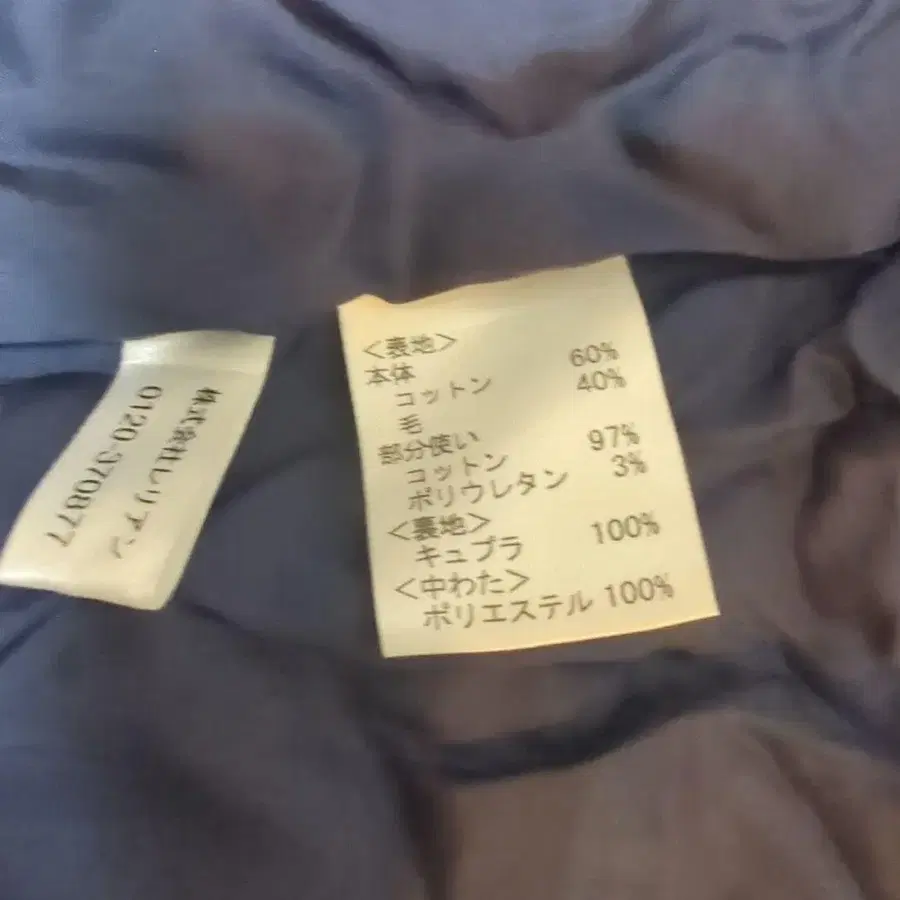 株式会社レリアン
0120-370877
＜表地＞
本体
コットン 60%
毛 40%
部分使い
コットン 97%
ポリウレタン 3%
＜裏地＞
キュプラ 100%
＜中わた＞
ポリエステル 100%